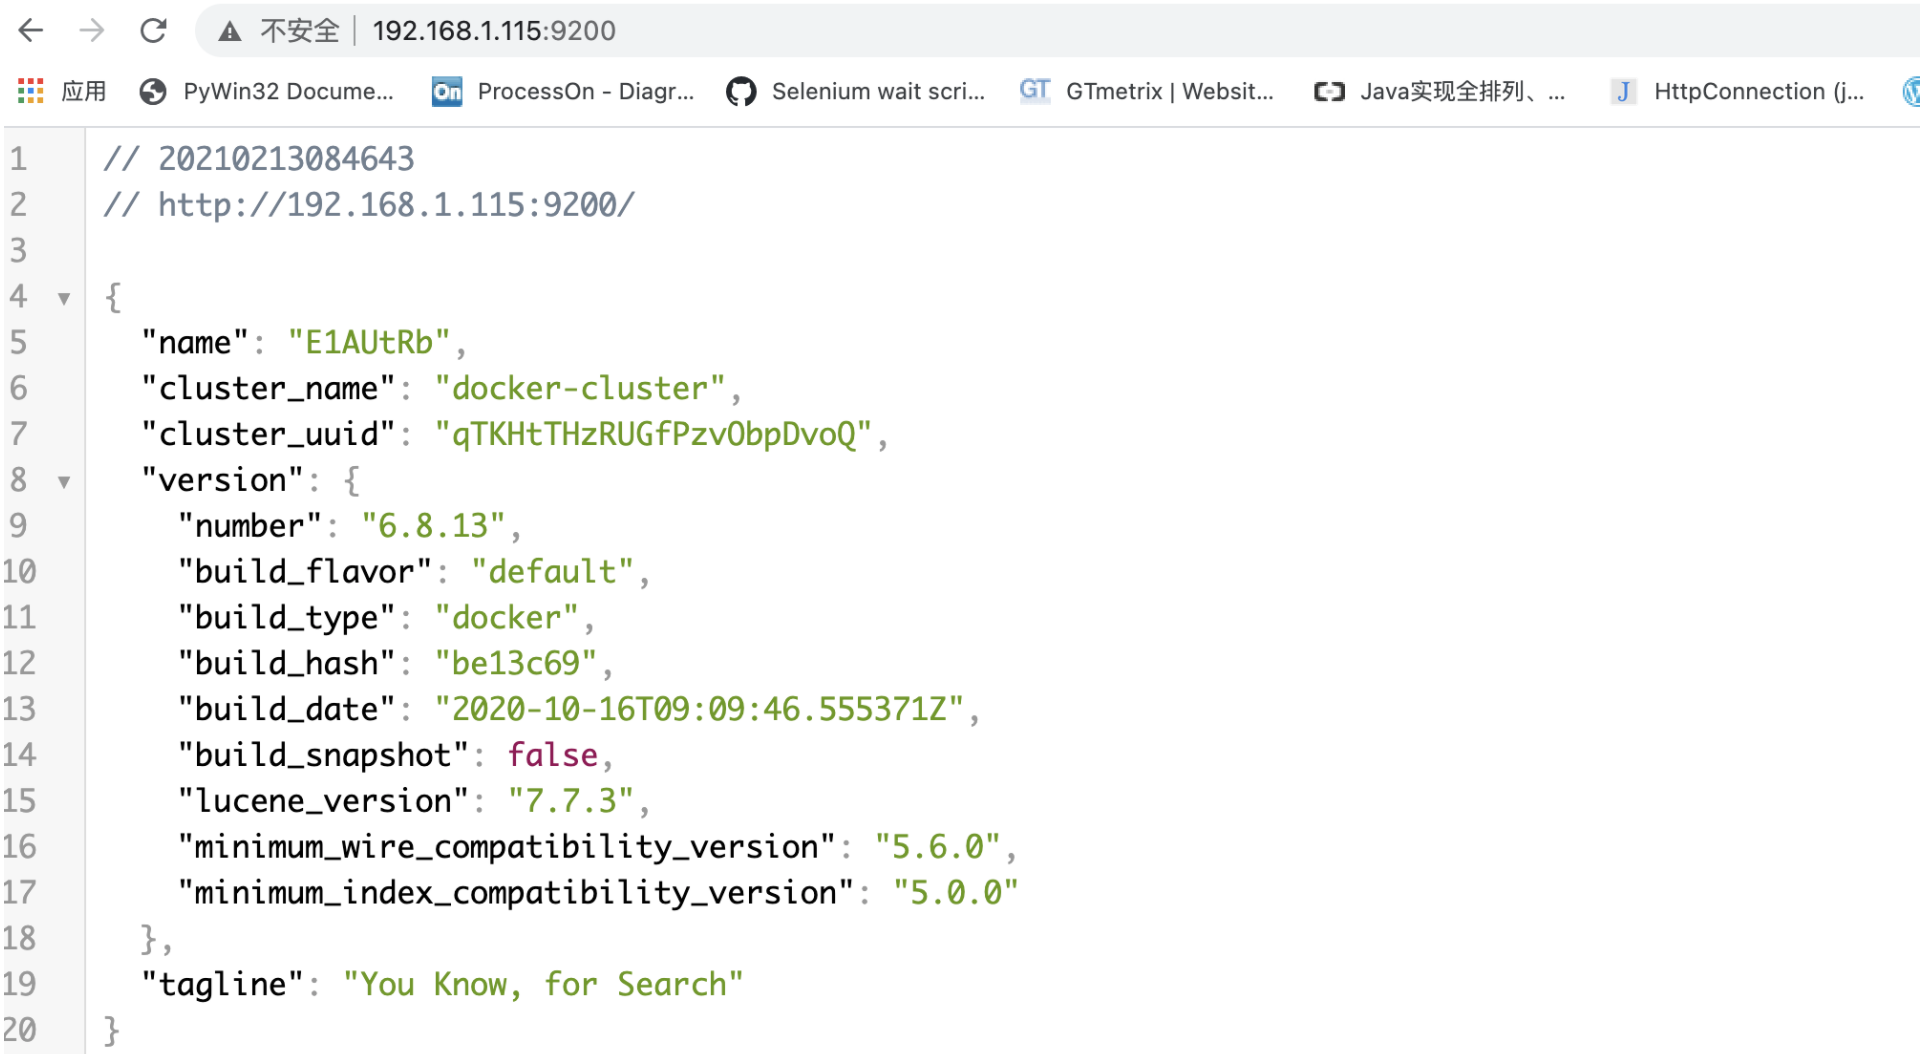 不安全 192.168.1.115:9200
应用 PyWin32 Docume... On ProcessOn - Diagr... Selenium wait scri... GT GTmetrix | Websit... Java实现全排列、... J HttpConnection (j...
1 // 20210213084643
2 // http://192.168.1.115:9200/
3
4 {
5 "name": "E1AUtRb",
6 "cluster_name": "docker-cluster",
7 "cluster_uuid": "qTKHtTHzRUGfPzvObpDvoQ",
8 "version": {
9 "number": "6.8.13",
10 "build_flavor": "default",
11 "build_type": "docker",
12 "build_hash": "be13c69",
13 "build_date": "2020-10-16T09:09:46.555371Z",
14 "build_snapshot": false,
15 "lucene_version": "7.7.3",
16 "minimum_wire_compatibility_version": "5.6.0",
17 "minimum_index_compatibility_version": "5.0.0"
18 },
19 "tagline": "You Know, for Search"
20 }